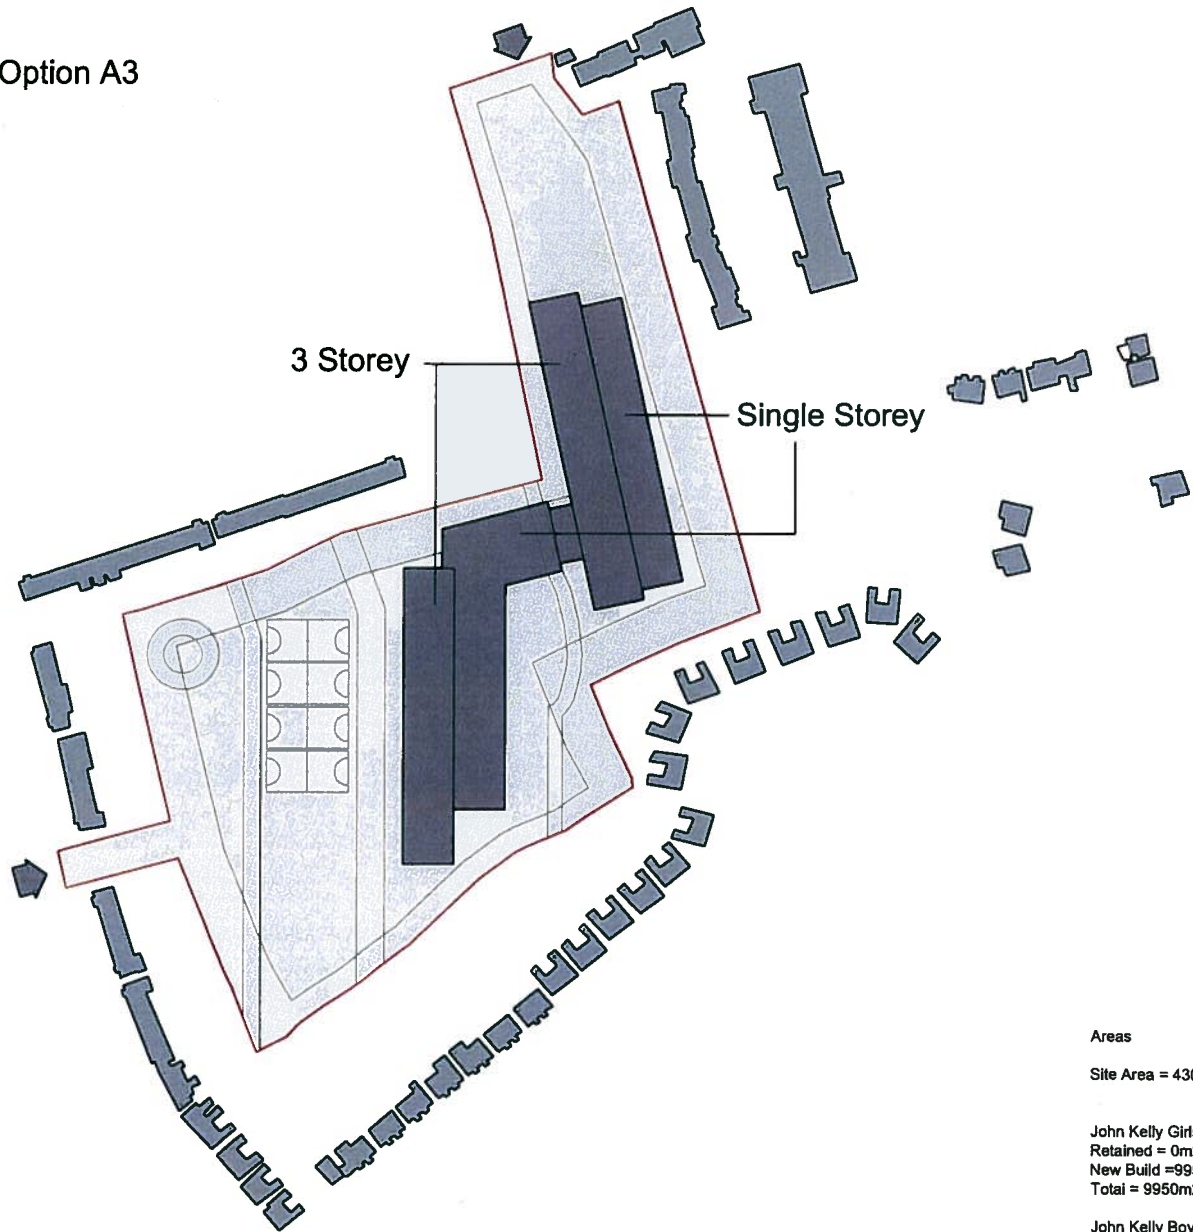 Option A3
3 Storey
Single Storey
Areas
Site Area = 430
John Kelly Girl
Retained = 0m
New Build =99
Total = 9950m
John Kelly Boy